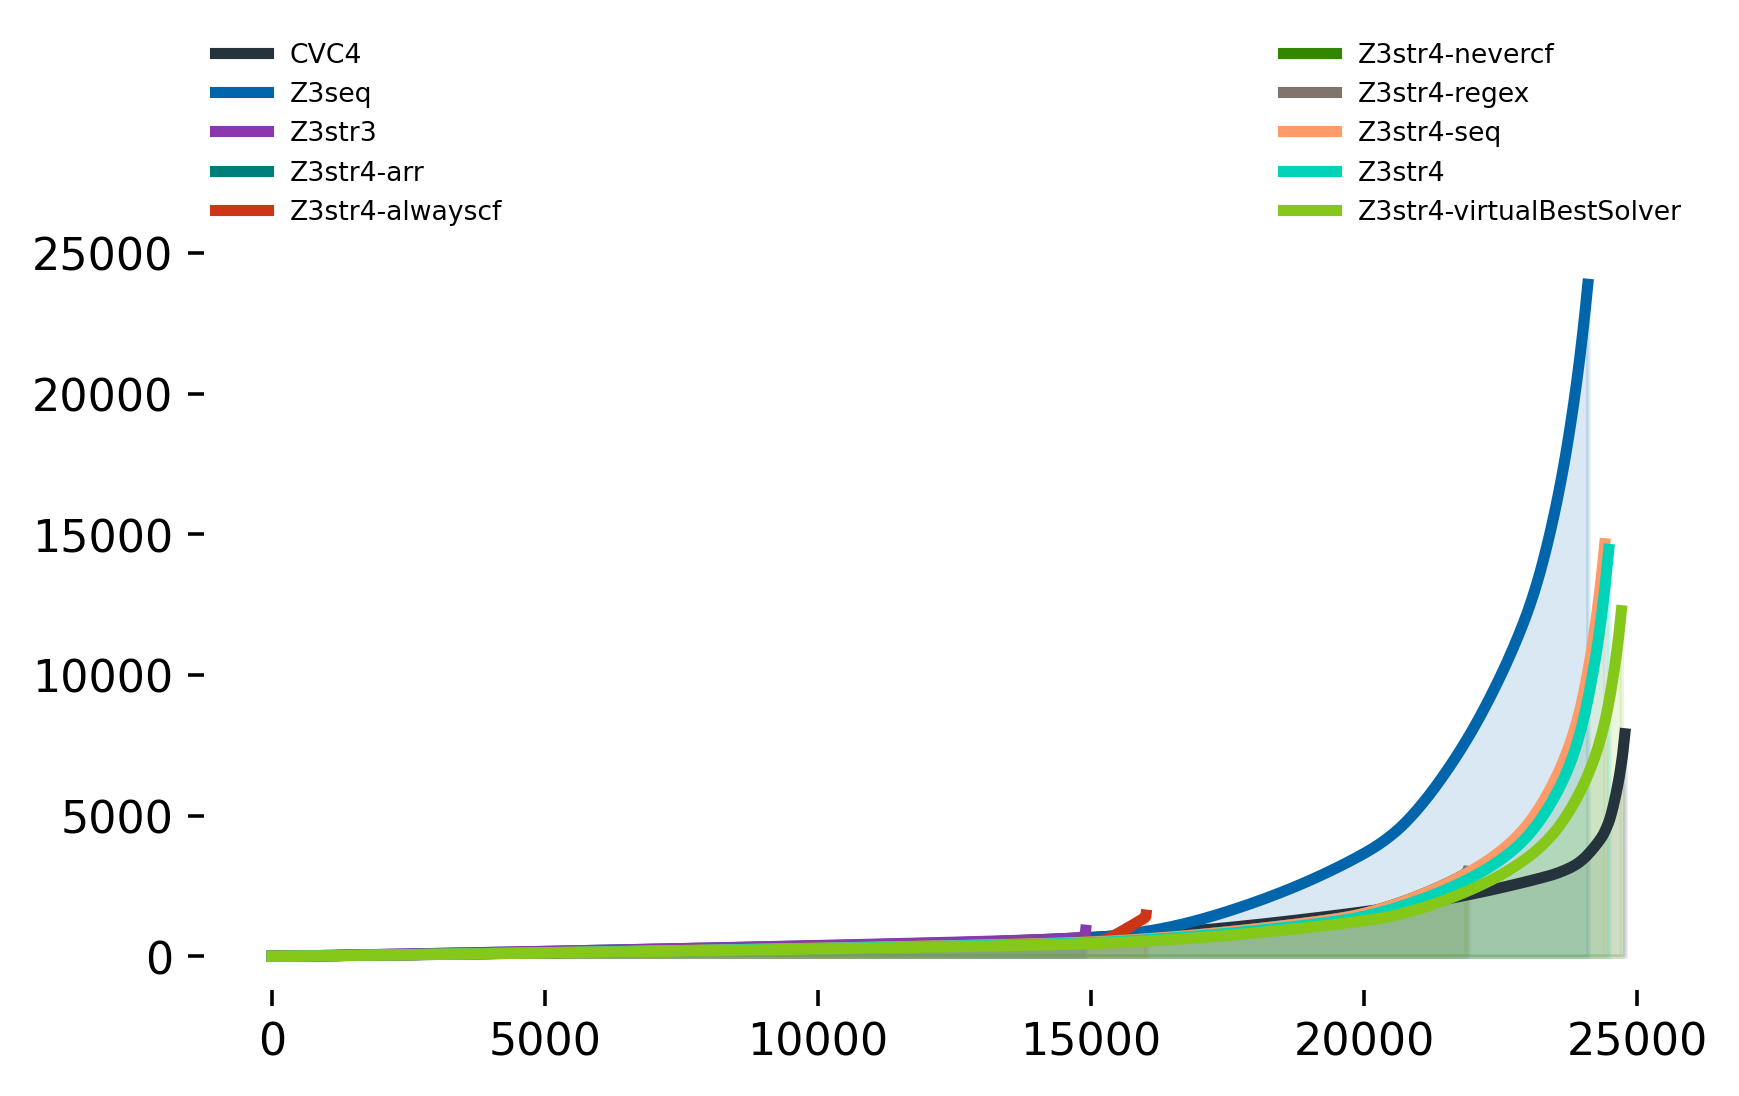 CVC4
Z3seq
Z3str3
Z3str4-arr
Z3str4-alwayscf
Z3str4-nevercf
Z3str4-regex
Z3str4-seq
Z3str4
Z3str4-virtualBestSolver
25000
20000
15000
10000
5000
0
0 5000 10000 15000 20000 25000